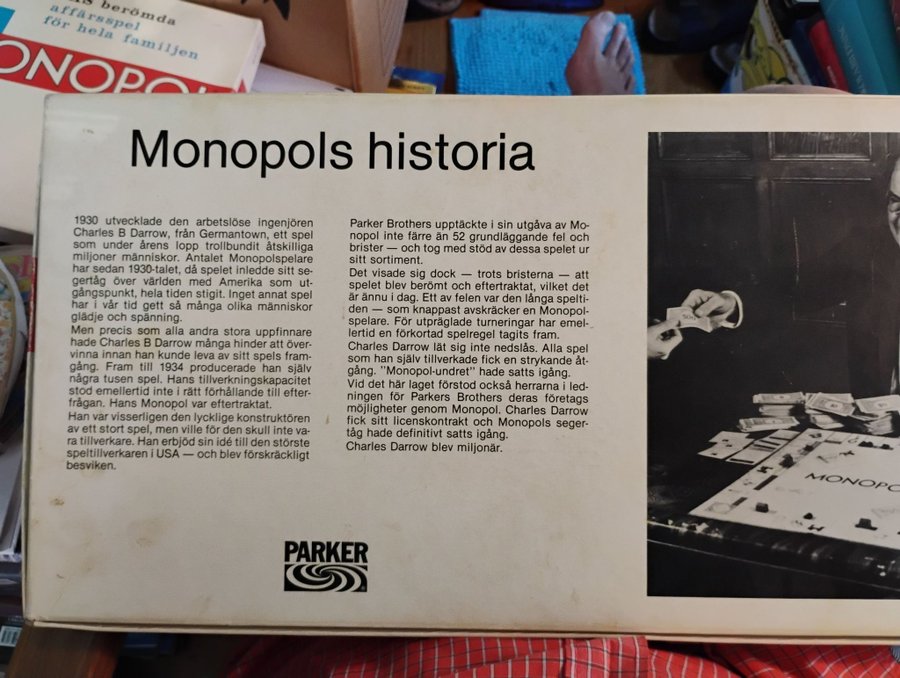 berömda
affärsspel
för hela familjen
ONOPOL
Monopols historia
1930 utvecklade den arbetslöse ingenjören
Charles B Darrow, från Germantown, ett spel
som under årens lopp trollbundit åtskilliga
miljoner människor. Antalet Monopolspelare
har sedan 1930-talet, då spelet inledde sitt se-
gertåg över världen med Amerika som ut-
gångspunkt, hela tiden stigit. Inget annat spel
har i vår tid gett så många olika människor
glädje och spänning.
Men precis som alla andra stora uppfinnare
hade Charles B Darrow många hinder att över-
vinna innan han kunde leva av sitt spels fram-
gång. Fram till 1934 producerade han själv
några tusen spel. Hans tillverkningskapacitet
stod emellertid inte i rätt förhållande till efter-
frågan. Hans Monopol var eftertraktat.
Han var visserligen den lycklige konstruktören
av ett stort spel, men ville för den skull inte va-
ra tillverkare. Han erbjöd sin idé till den störste
speltillverkaren i USA — och blev förskräckligt
besviken.
Parker Brothers upptäckte i sin utgåva av Mo-
nopol inte färre än 52 grundläggande fel och
brister — och tog med stöd av dessa spelet ur
sitt sortiment.
Det visade sig dock — trots bristerna — att
spelet blev berömt och eftertraktat, vilket det
är ännu i dag. Ett av felen var den långa spelti-
den — som knappast avskräcker en Monopol-
spelare. För utpräglade turneringar har emel-
lertid en förkortad spelregel tagits fram.
Charles Darrow lät sig inte nedslås. Alla spel
som han själv tillverkade fick en strykande åt-
gång. "Monopol-undret" hade satts igång.
Vid det här laget förstod också herrarna i led-
ningen för Parkers Brothers deras företags
möjligheter genom Monopol. Charles Darrow
fick sitt licenskontrakt och Monopols seger-
tåg hade definitivt satts igång.
Charles Darrow blev miljonär.
PARKER
MONOPO